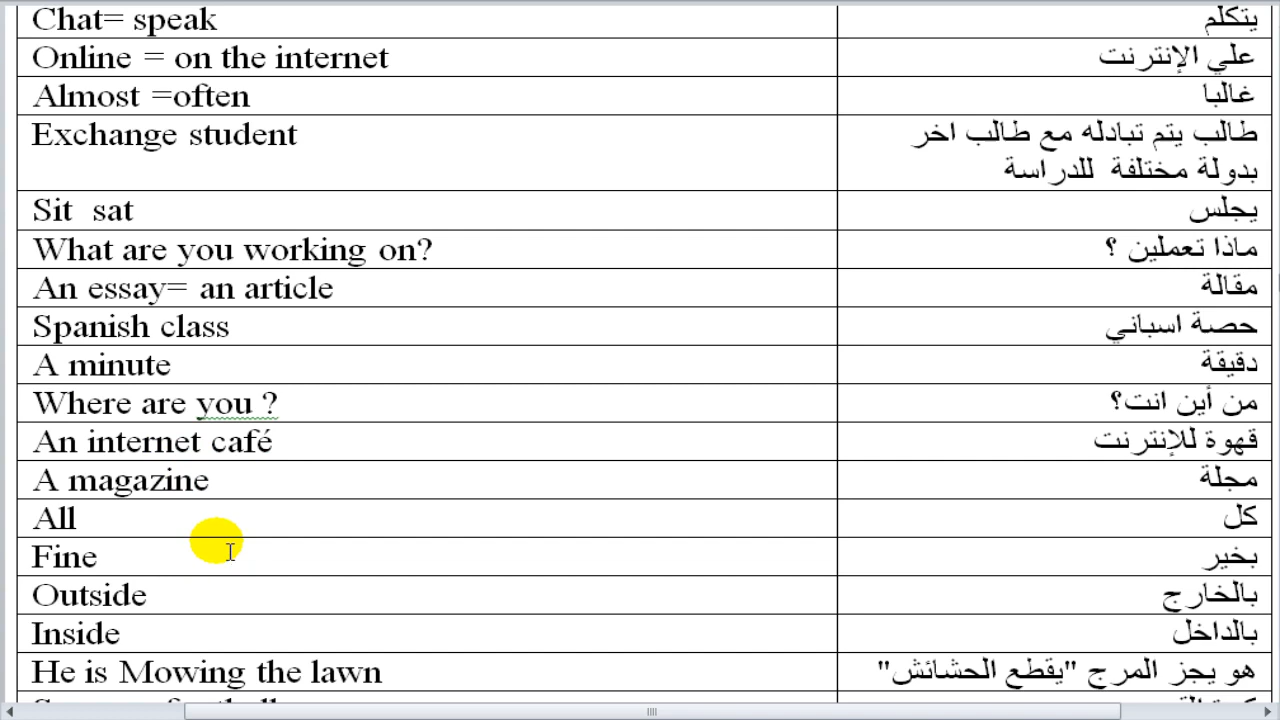 Chat= speak يتكلم
Online = on the internet علي الإنترنت
Almost =often غالبا
Exchange student طالب يتم تبادله مع طالب اخر
بدولة مختلفة للدراسة
Sit sat يجلس
What are you working on? ماذا تعملين ؟
An essay= an article مقالة
Spanish class حصة اسباني
A minute دقيقة
Where are you ? من أين انت؟
An internet café قهوة للإنترنت
A magazine مجلة
All كل
Fine بخير
Outside بالخارج
Inside بالداخل
He is Mowing the lawn هو يجز المرج "يقطع الحشائش"